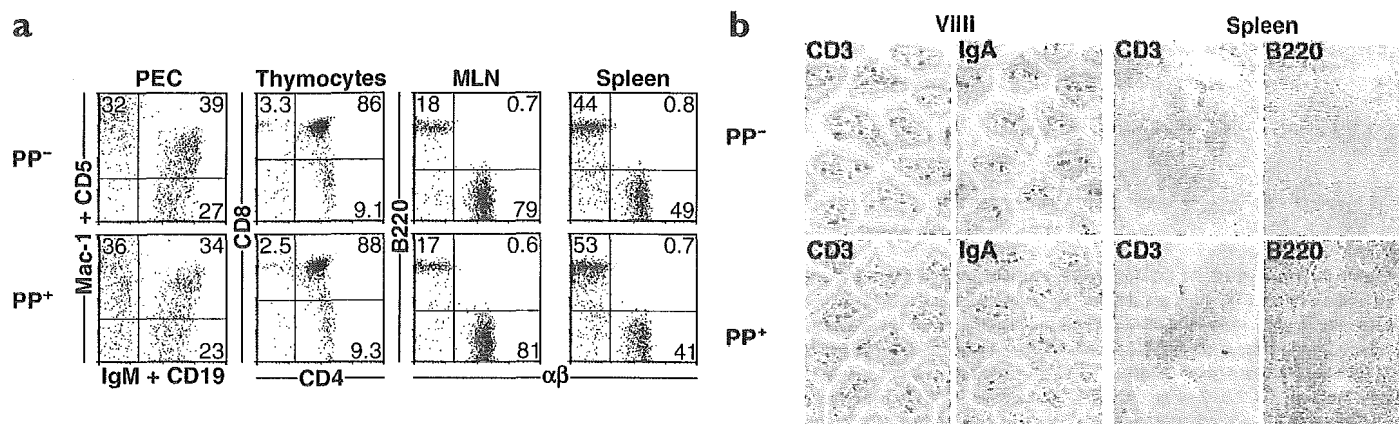 a
PEC Thymocytes MLN Spleen
PP⁻
Mac-1 + CD5
32 39
27
CD8
3.3 86
9.1
B220
18 0.7
79
44 0.8
49
PP⁺
36 34
23
2.5 88
9.3
17 0.6
81
53 0.7
41
IgM + CD19 CD4 αβ
b
Villi Spleen
PP⁻
CD3 IgA CD3 B220
PP⁺
CD3 IgA CD3 B220